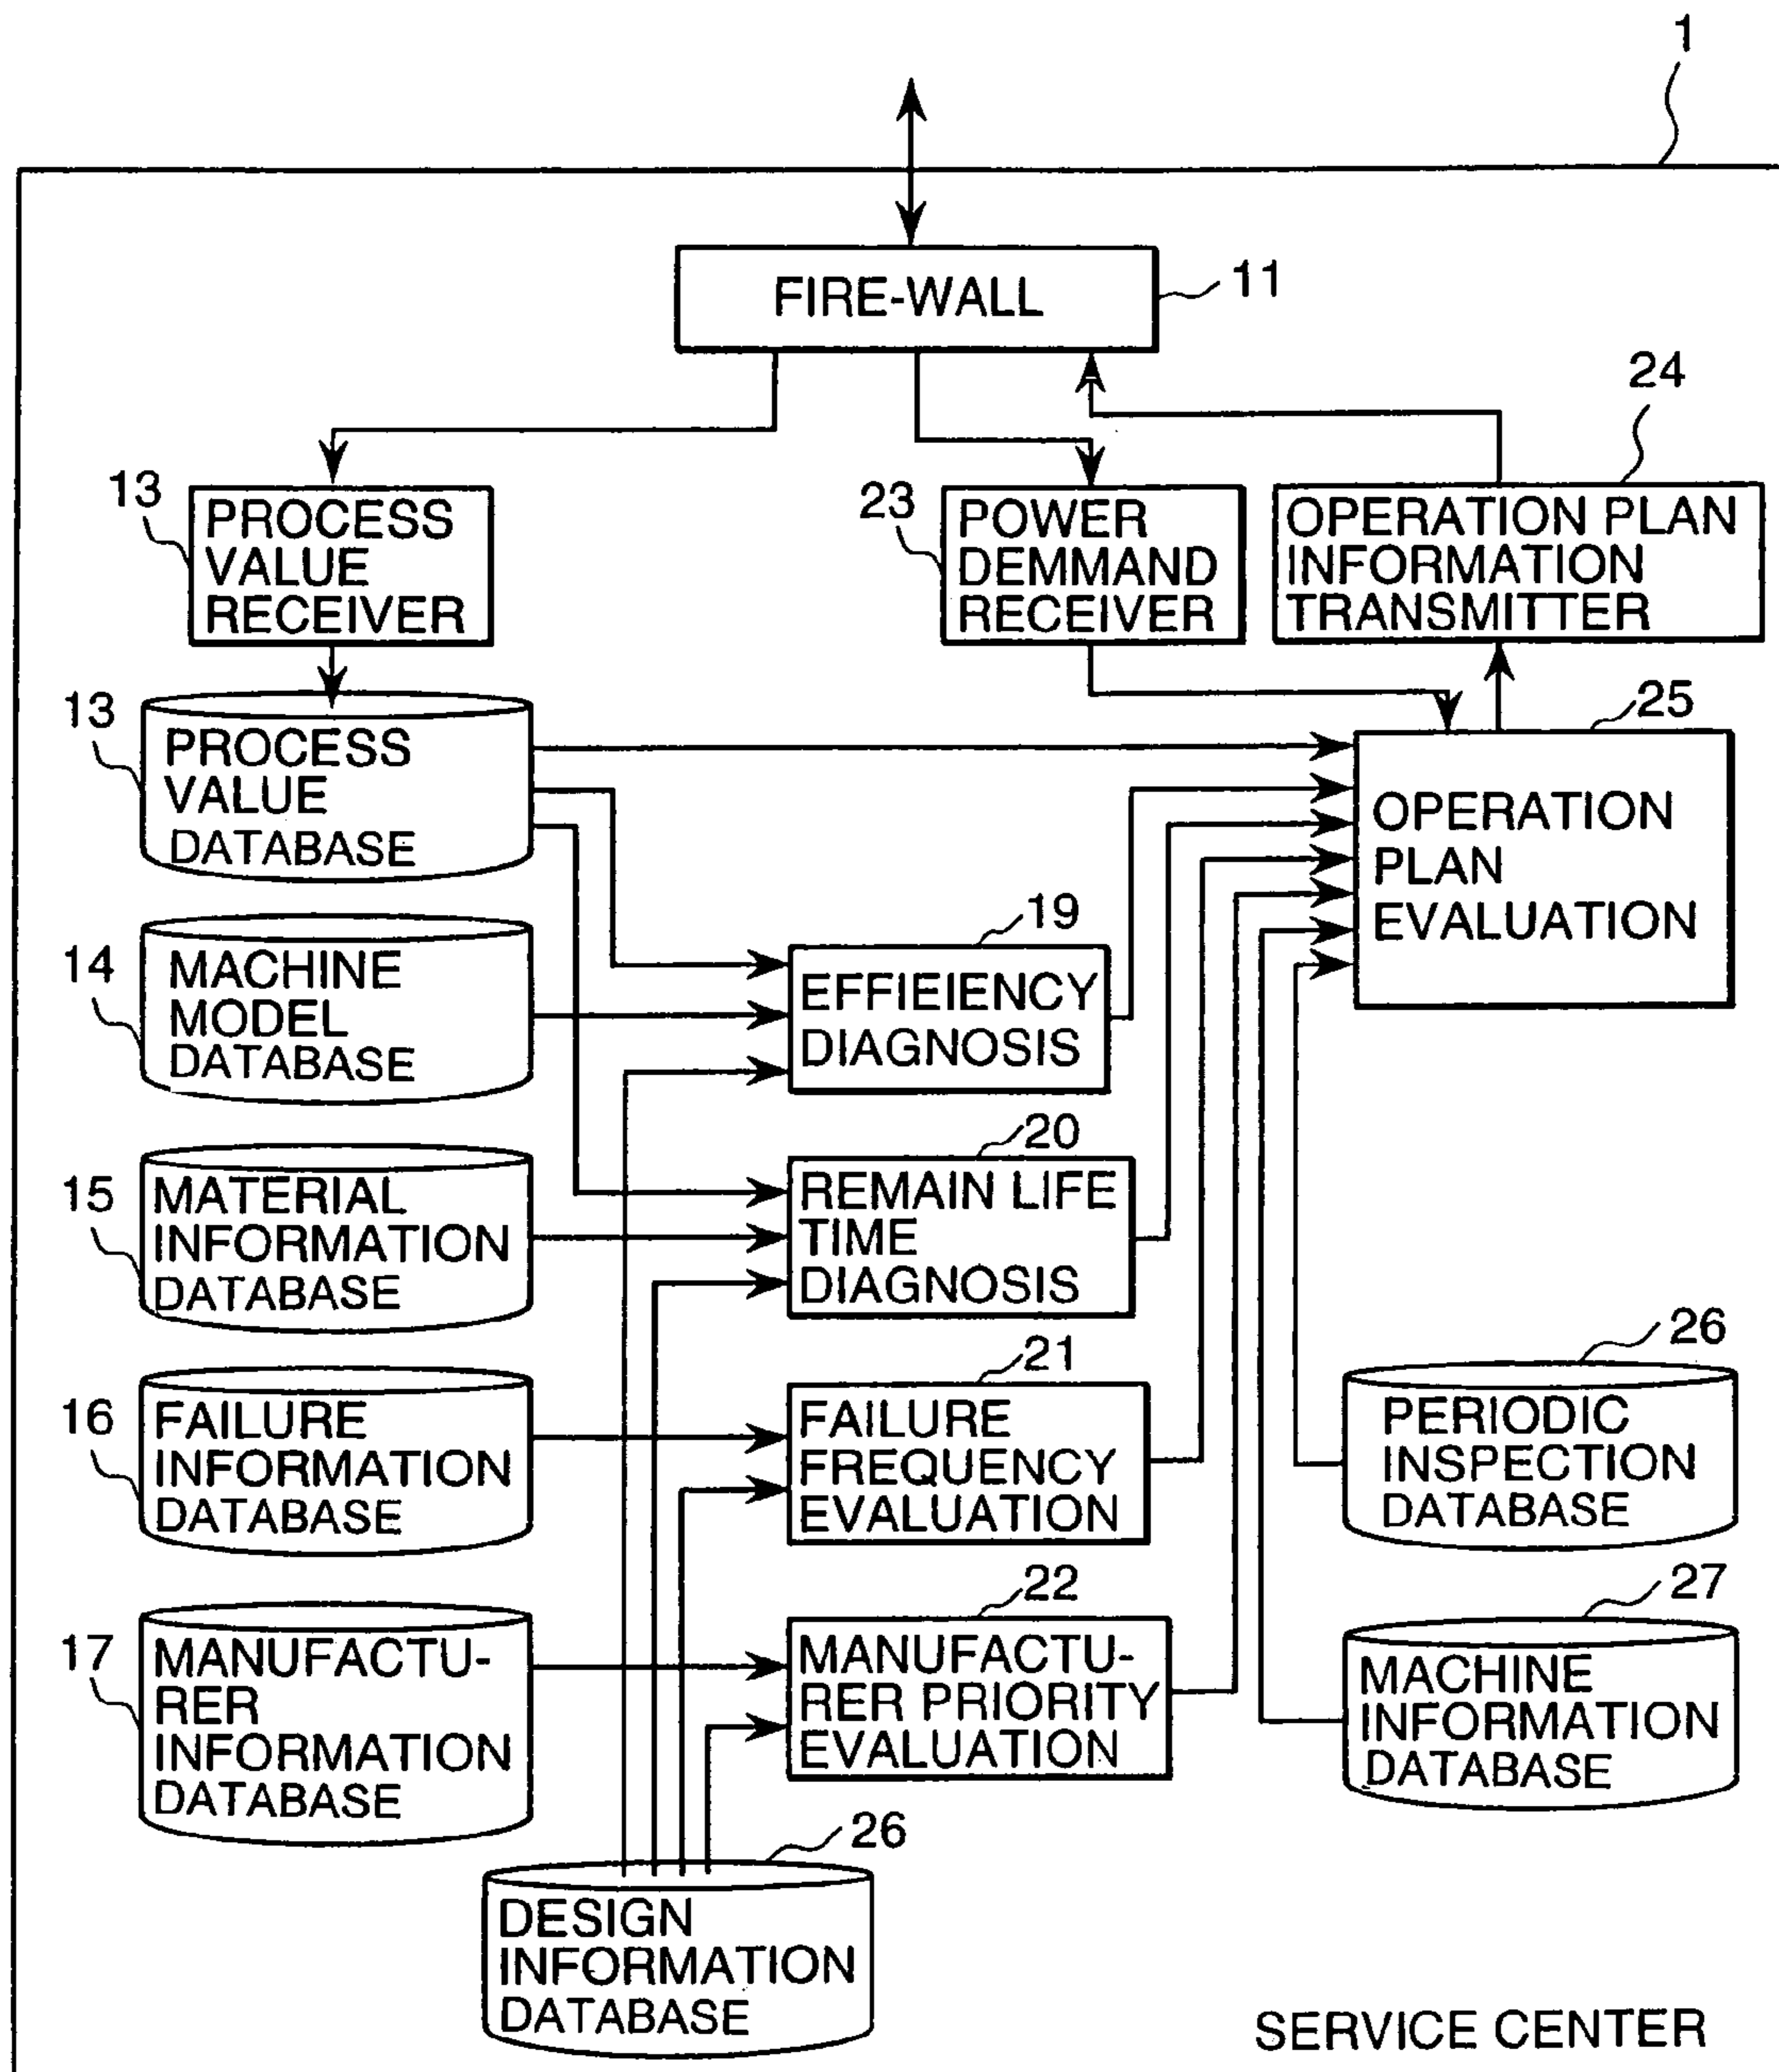 1
FIRE-WALL
11
24
13
PROCESS
VALUE
RECEIVER
23
POWER
DEMMAND
RECEIVER
OPERATION PLAN
INFORMATION
TRANSMITTER
13
PROCESS
VALUE
DATABASE
25
OPERATION
PLAN
EVALUATION
14
MACHINE
MODEL
DATABASE
19
EFFIEIENCY
DIAGNOSIS
15
MATERIAL
INFORMATION
DATABASE
20
REMAIN LIFE
TIME
DIAGNOSIS
16
FAILURE
INFORMATION
DATABASE
21
FAILURE
FREQUENCY
EVALUATION
26
PERIODIC
INSPECTION
DATABASE
17
MANUFACTU-
RER
INFORMATION
DATABASE
22
MANUFACTU-
RER PRIORITY
EVALUATION
27
MACHINE
INFORMATION
DATABASE
26
DESIGN
INFORMATION
DATABASE
SERVICE CENTER